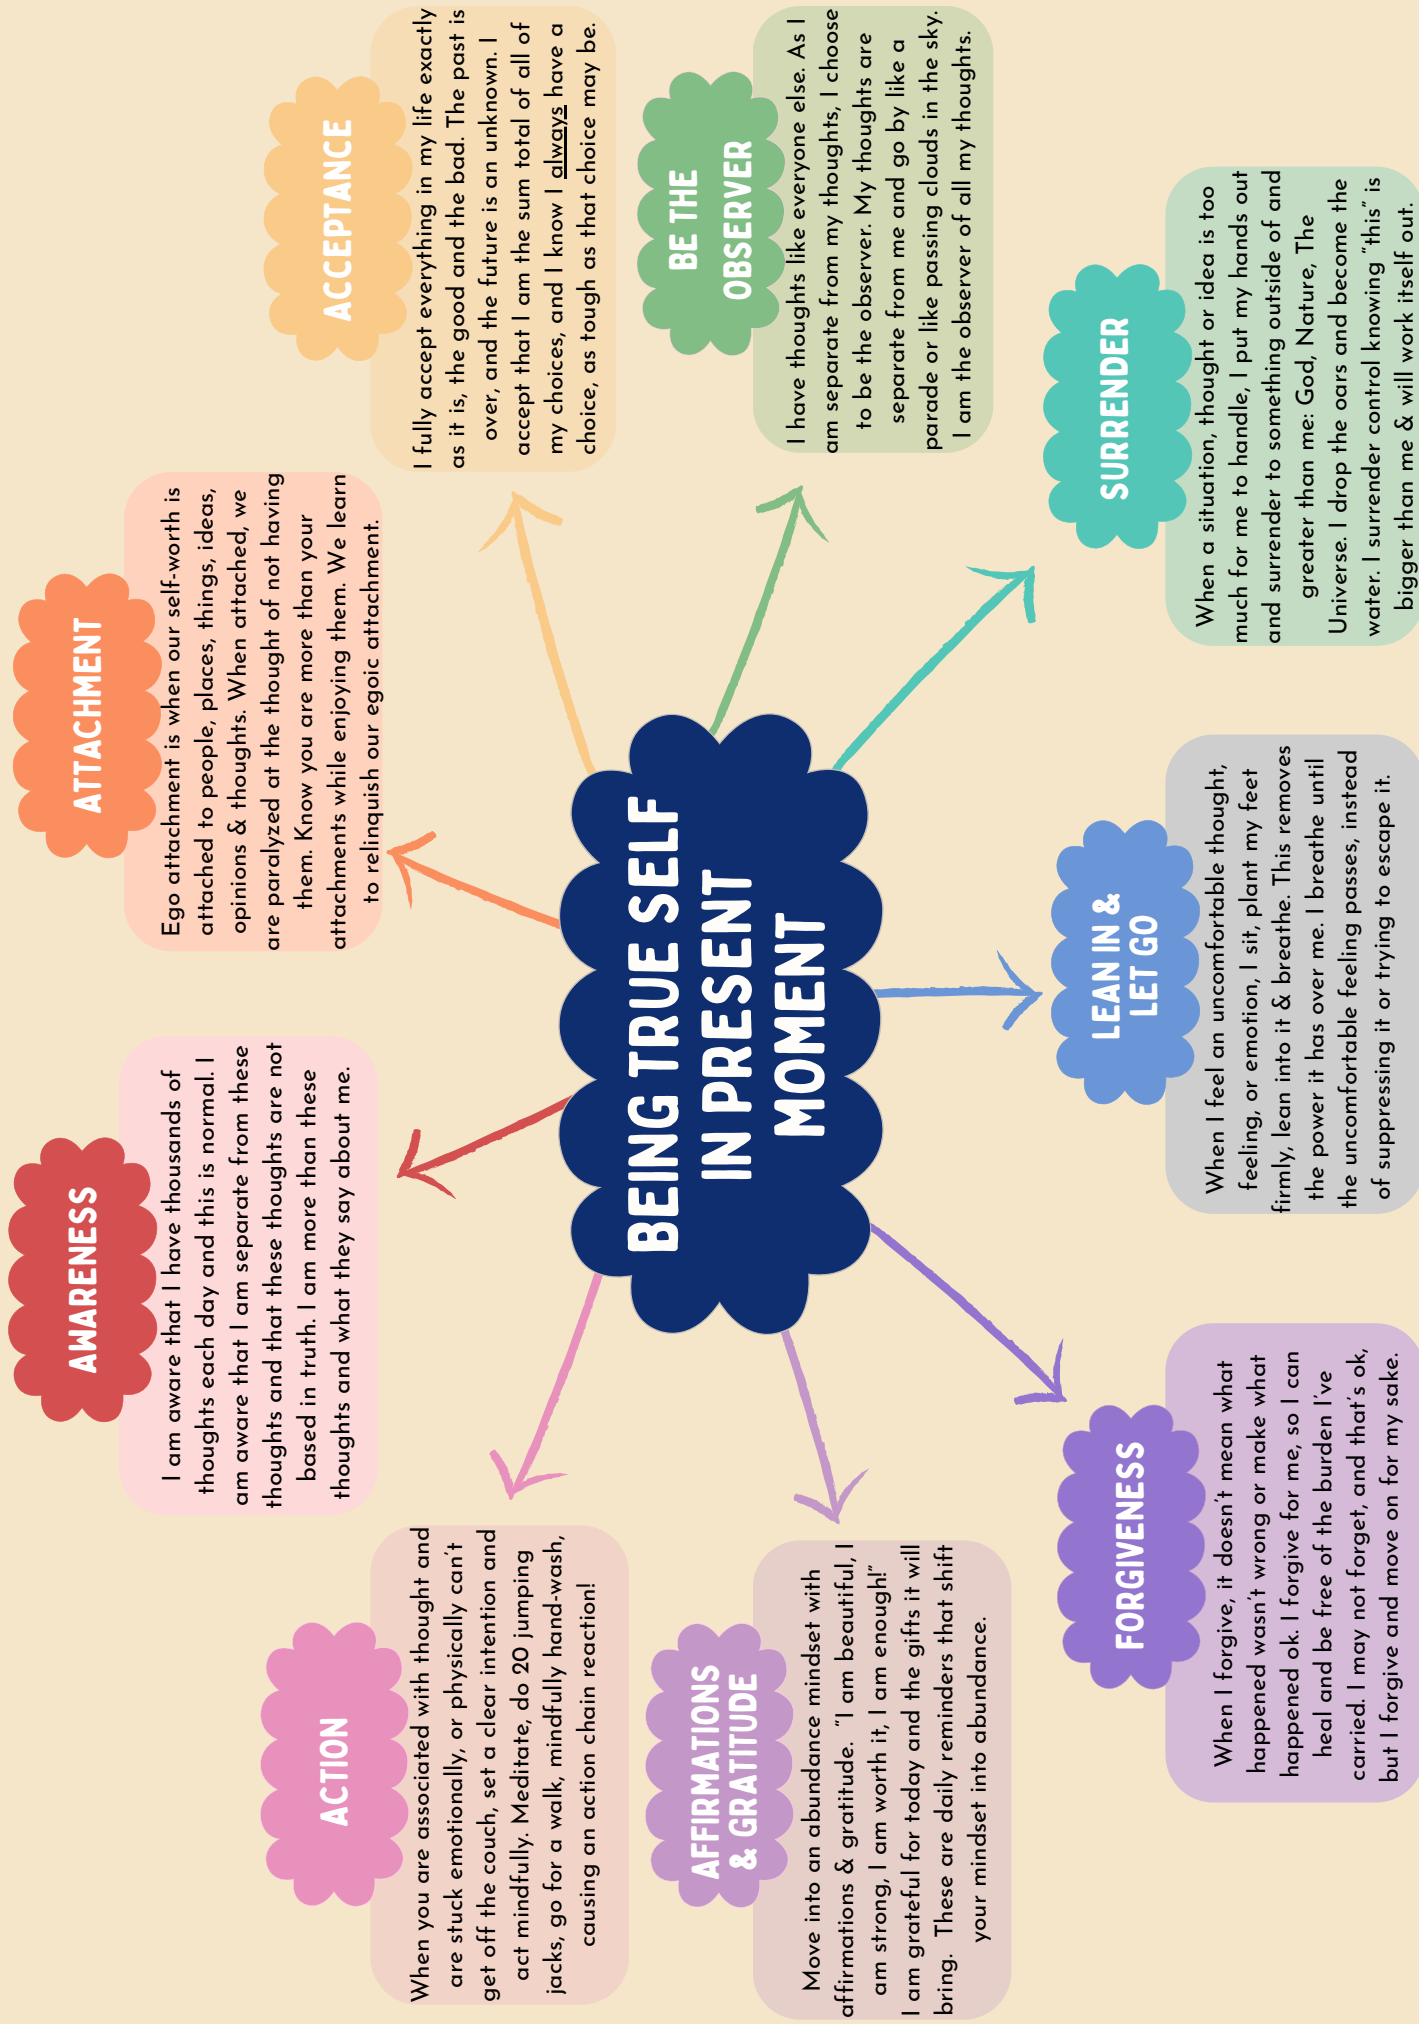 BEING TRUE SELF
IN PRESENT
MOMENT
AWARENESS
I am aware that I have thousands of
thoughts each day and this is normal. I
am aware that I am separate from these
thoughts and that these thoughts are not
based in truth. I am more than these
thoughts and what they say about me.
ATTACHMENT
Ego attachment is when our self-worth is
attached to people, places, things, ideas,
opinions & thoughts. When attached, we
are paralyzed at the thought of not having
them. Know you are more than your
attachments while enjoying them. We learn
to relinquish our egoic attachment.
ACCEPTANCE
I fully accept everything in my life exactly
as it is, the good and the bad. The past is
over, and the future is an unknown. I
accept that I am the sum total of all of
my choices, and I know I always have a
choice, as tough as that choice may be.
BE THE
OBSERVER
I have thoughts like everyone else. As I
am separate from my thoughts, I choose
to be the observer. My thoughts are
separate from me and go by like a
parade or like passing clouds in the sky.
I am the observer of all my thoughts.
SURRENDER
When a situation, thought or idea is too
much for me to handle, I put my hands out
and surrender to something outside of and
greater than me: God, Nature, The
Universe. I drop the oars and become the
water. I surrender control knowing "this" is
bigger than me & will work itself out.
LEAN IN &
LET GO
When I feel an uncomfortable thought,
feeling, or emotion, I sit, plant my feet
firmly, lean into it & breathe. This removes
the power it has over me. I breathe until
the uncomfortable feeling passes, instead
of suppressing it or trying to escape it.
FORGIVENESS
When I forgive, it doesn't mean what
happened wasn't wrong or make what
happened ok. I forgive for me, so I can
heal and be free of the burden I've
carried. I may not forget, and that's ok,
but I forgive and move on for my sake.
AFFIRMATIONS
& GRATITUDE
Move into an abundance mindset with
affirmations & gratitude. "I am beautiful, I
am strong, I am worth it, I am enough!"
I am grateful for today and the gifts it will
bring. These are daily reminders that shift
your mindset into abundance.
ACTION
When you are associated with thought and
are stuck emotionally, or physically can't
get off the couch, set a clear intention and
act mindfully. Meditate, do 20 jumping
jacks, go for a walk, mindfully hand-wash,
causing an action chain reaction!